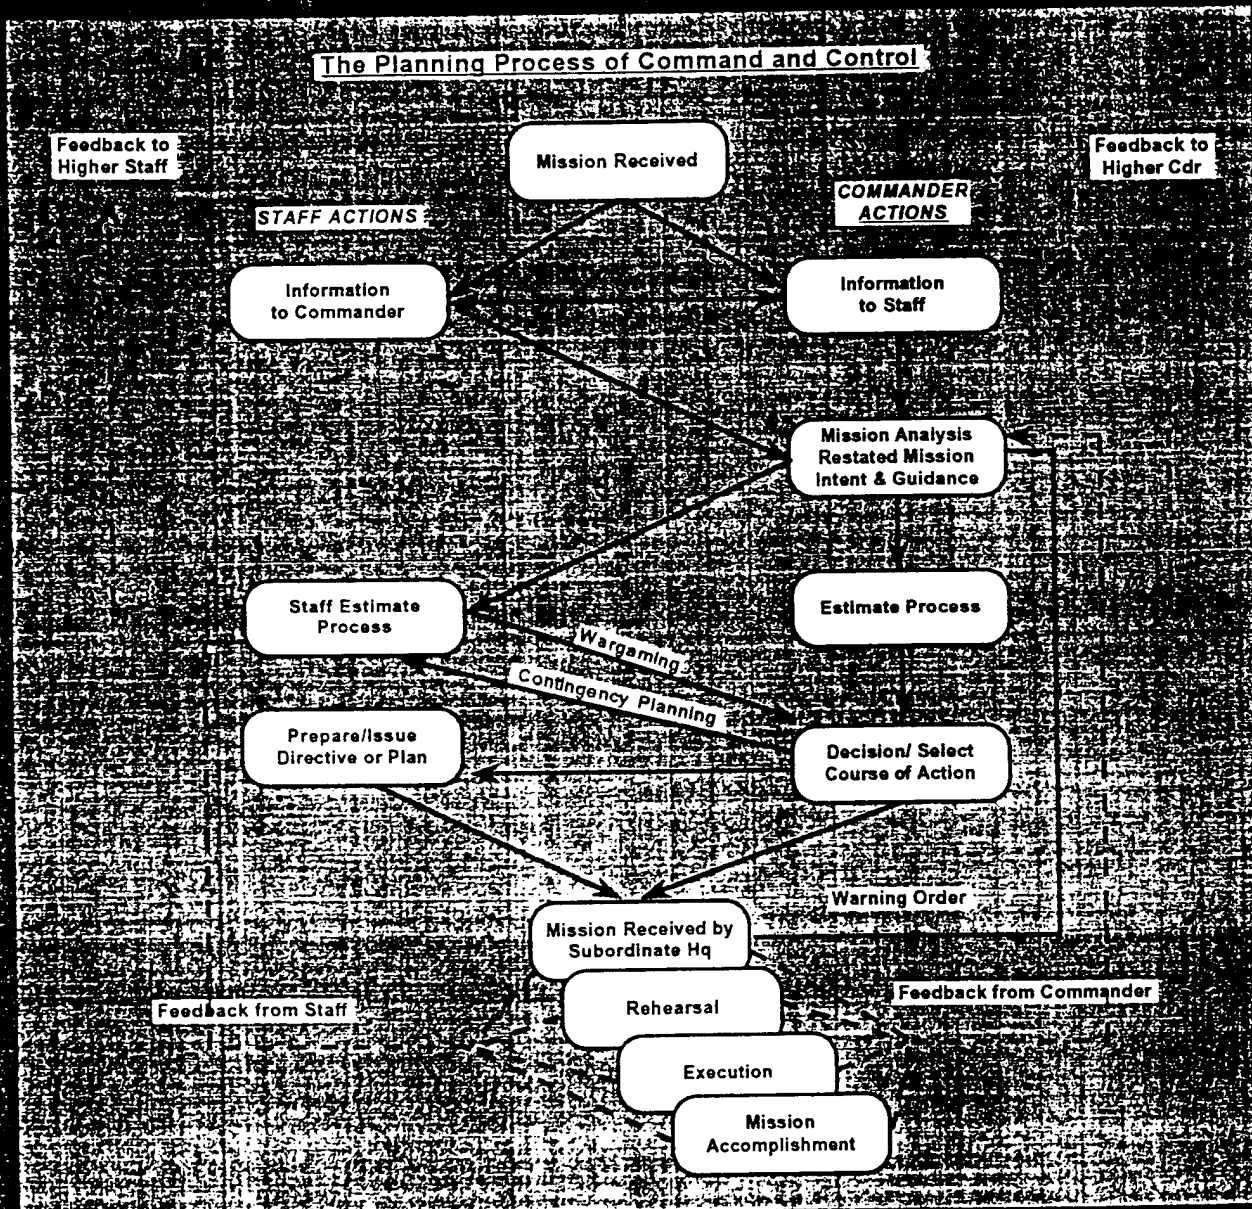 The Planning Process of Command and Control
Feedback to
Higher Staff
Mission Received
Feedback to
Higher Cdr
STAFF ACTIONS
COMMANDER
ACTIONS
Information
to Commander
Information
to Staff
Mission Analysis
Restated Mission
Intent & Guidance
Staff Estimate
Process
Estimate Process
Wargaming
Contingency Planning
Prepare/Issue
Directive or Plan
Decision/ Select
Course of Action
Warning Order
Mission Received by
Subordinate Hq
Feedback from Staff
Rehearsal
Feedback from Commander
Execution
Mission
Accomplishment